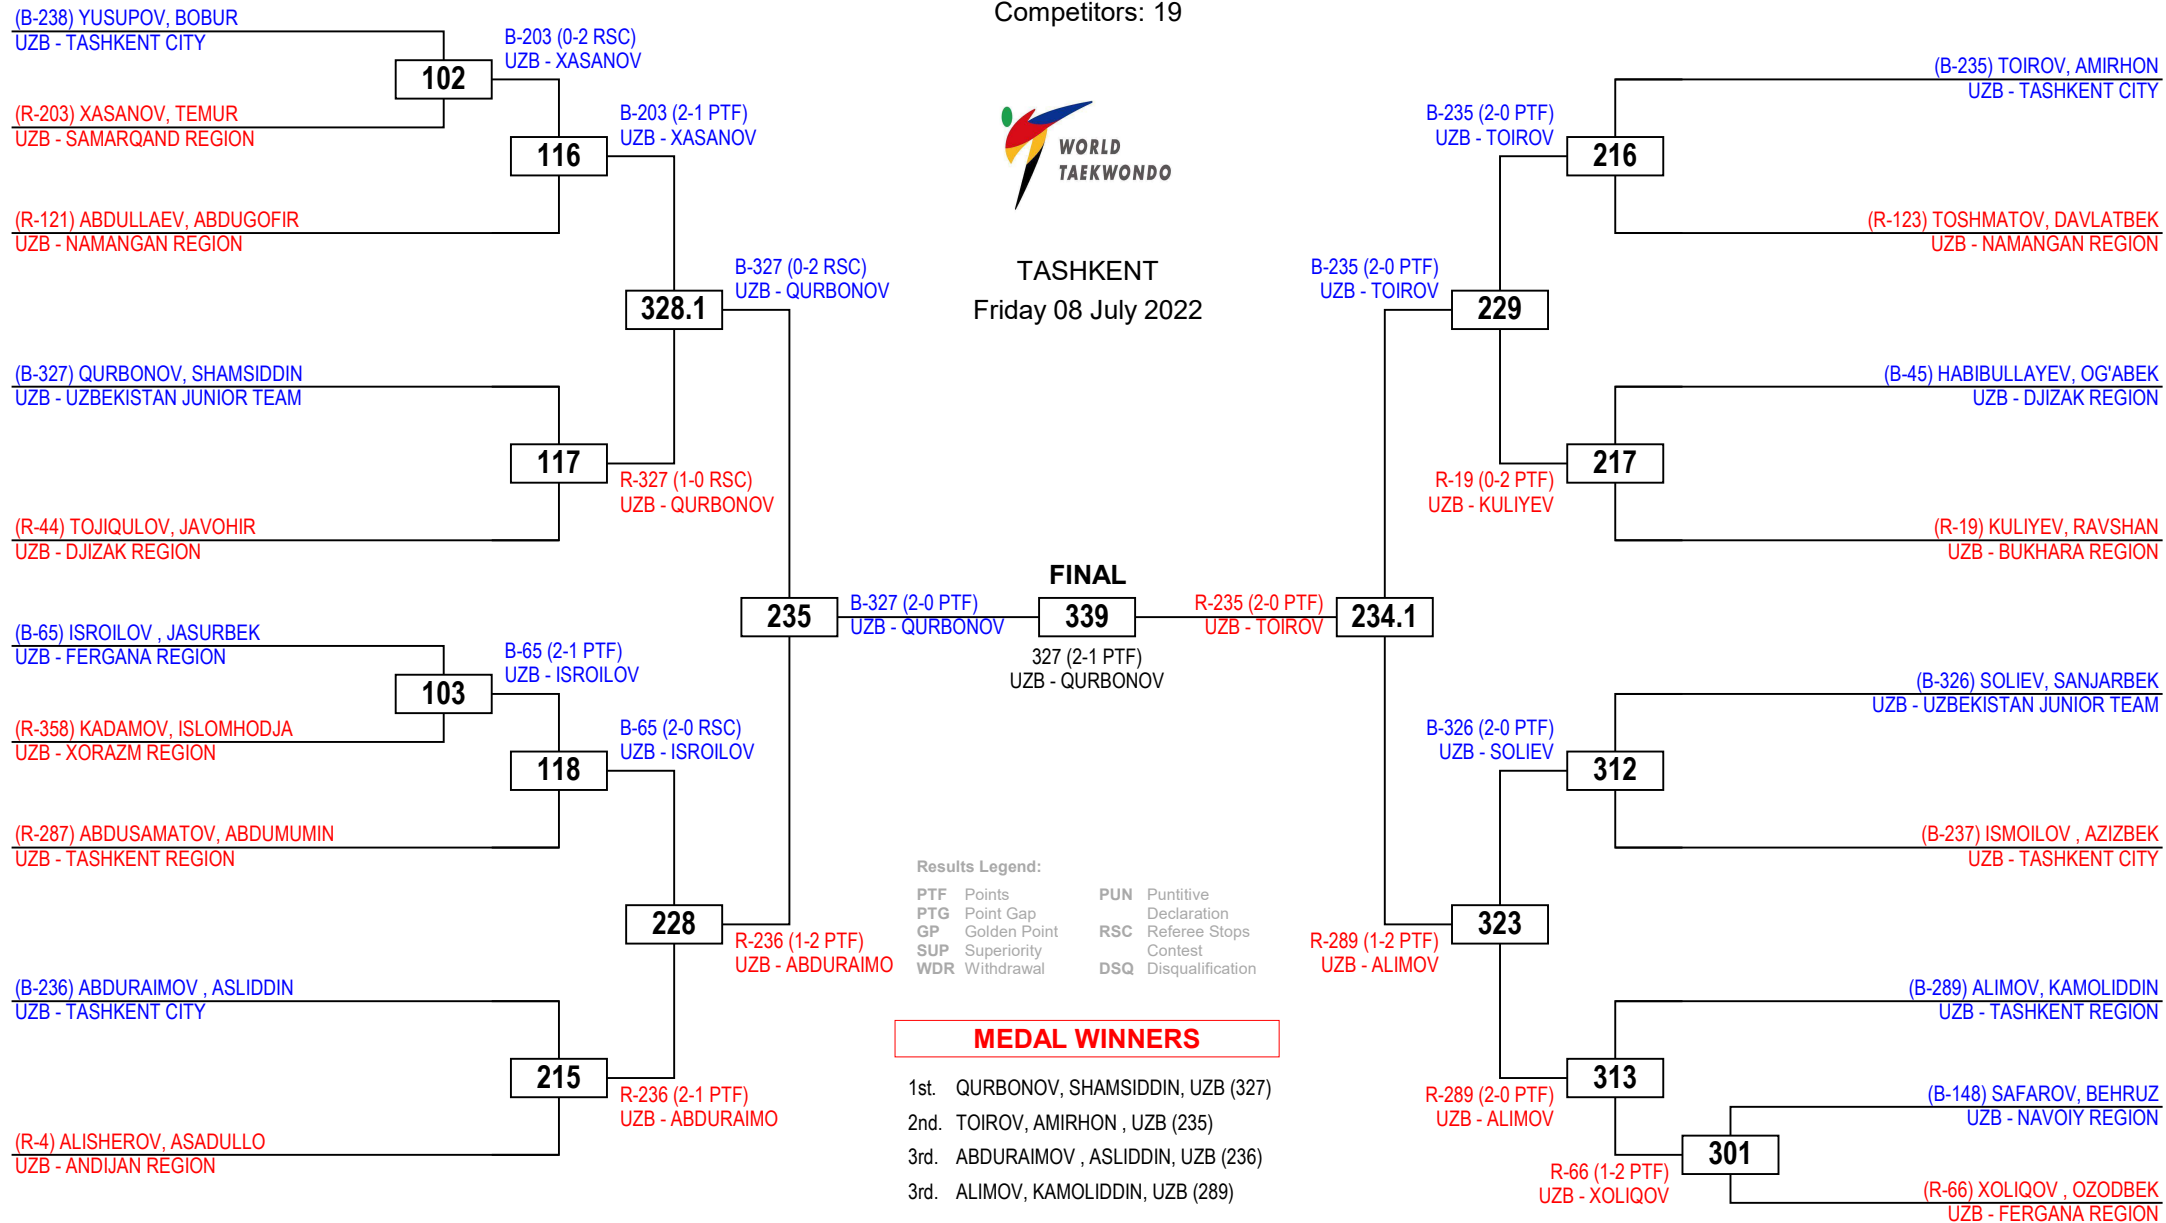 Competitors: 19
WORLD
TAEKWONDO
TASHKENT
Friday 08 July 2022
(B-238) YUSUPOV, BOBUR
UZB - TASHKENT CITY
102
(R-203) XASANOV, TEMUR
UZB - SAMARQAND REGION
B-203 (0-2 RSC)
UZB - XASANOV
116
(R-121) ABDULLAEV, ABDUGOFIR
UZB - NAMANGAN REGION
B-203 (2-1 PTF)
UZB - XASANOV
328.1
(B-327) QURBONOV, SHAMSIDDIN
UZB - UZBEKISTAN JUNIOR TEAM
117
(R-44) TOJIQULOV, JAVOHIR
UZB - DJIZAK REGION
R-327 (1-0 RSC)
UZB - QURBONOV
B-327 (0-2 RSC)
UZB - QURBONOV
235
(B-65) ISROILOV , JASURBEK
UZB - FERGANA REGION
103
(R-358) KADAMOV, ISLOMHODJA
UZB - XORAZM REGION
B-65 (2-1 PTF)
UZB - ISROILOV
118
(R-287) ABDUSAMATOV, ABDUMUMIN
UZB - TASHKENT REGION
B-65 (2-0 RSC)
UZB - ISROILOV
228
(B-236) ABDURAIMOV , ASLIDDIN
UZB - TASHKENT CITY
215
(R-4) ALISHEROV, ASADULLO
UZB - ANDIJAN REGION
R-236 (2-1 PTF)
UZB - ABDURAIMO
R-236 (1-2 PTF)
UZB - ABDURAIMO
B-327 (2-0 PTF)
UZB - QURBONOV
FINAL
339
327 (2-1 PTF)
UZB - QURBONOV
R-235 (2-0 PTF)
UZB - TOIROV
234.1
B-235 (2-0 PTF)
UZB - TOIROV
229
B-235 (2-0 PTF)
UZB - TOIROV
216
(B-235) TOIROV, AMIRHON
UZB - TASHKENT CITY
(R-123) TOSHMATOV, DAVLATBEK
UZB - NAMANGAN REGION
R-19 (0-2 PTF)
UZB - KULIYEV
217
(B-45) HABIBULLAYEV, OG'ABEK
UZB - DJIZAK REGION
(R-19) KULIYEV, RAVSHAN
UZB - BUKHARA REGION
R-289 (1-2 PTF)
UZB - ALIMOV
323
B-326 (2-0 PTF)
UZB - SOLIEV
312
(B-326) SOLIEV, SANJARBEK
UZB - UZBEKISTAN JUNIOR TEAM
(B-237) ISMOILOV , AZIZBEK
UZB - TASHKENT CITY
R-289 (2-0 PTF)
UZB - ALIMOV
313
(B-289) ALIMOV, KAMOLIDDIN
UZB - TASHKENT REGION
R-66 (1-2 PTF)
UZB - XOLIQOV
301
(B-148) SAFAROV, BEHRUZ
UZB - NAVOIY REGION
(R-66) XOLIQOV , OZODBEK
UZB - FERGANA REGION
Results Legend:
PTF Points
PTG Point Gap
GP Golden Point
SUP Superiority
WDR Withdrawal
PUN Puntitive
Declaration
RSC Referee Stops
Contest
DSQ Disqualification
MEDAL WINNERS
1st. QURBONOV, SHAMSIDDIN, UZB (327)
2nd. TOIROV, AMIRHON , UZB (235)
3rd. ABDURAIMOV , ASLIDDIN, UZB (236)
3rd. ALIMOV, KAMOLIDDIN, UZB (289)